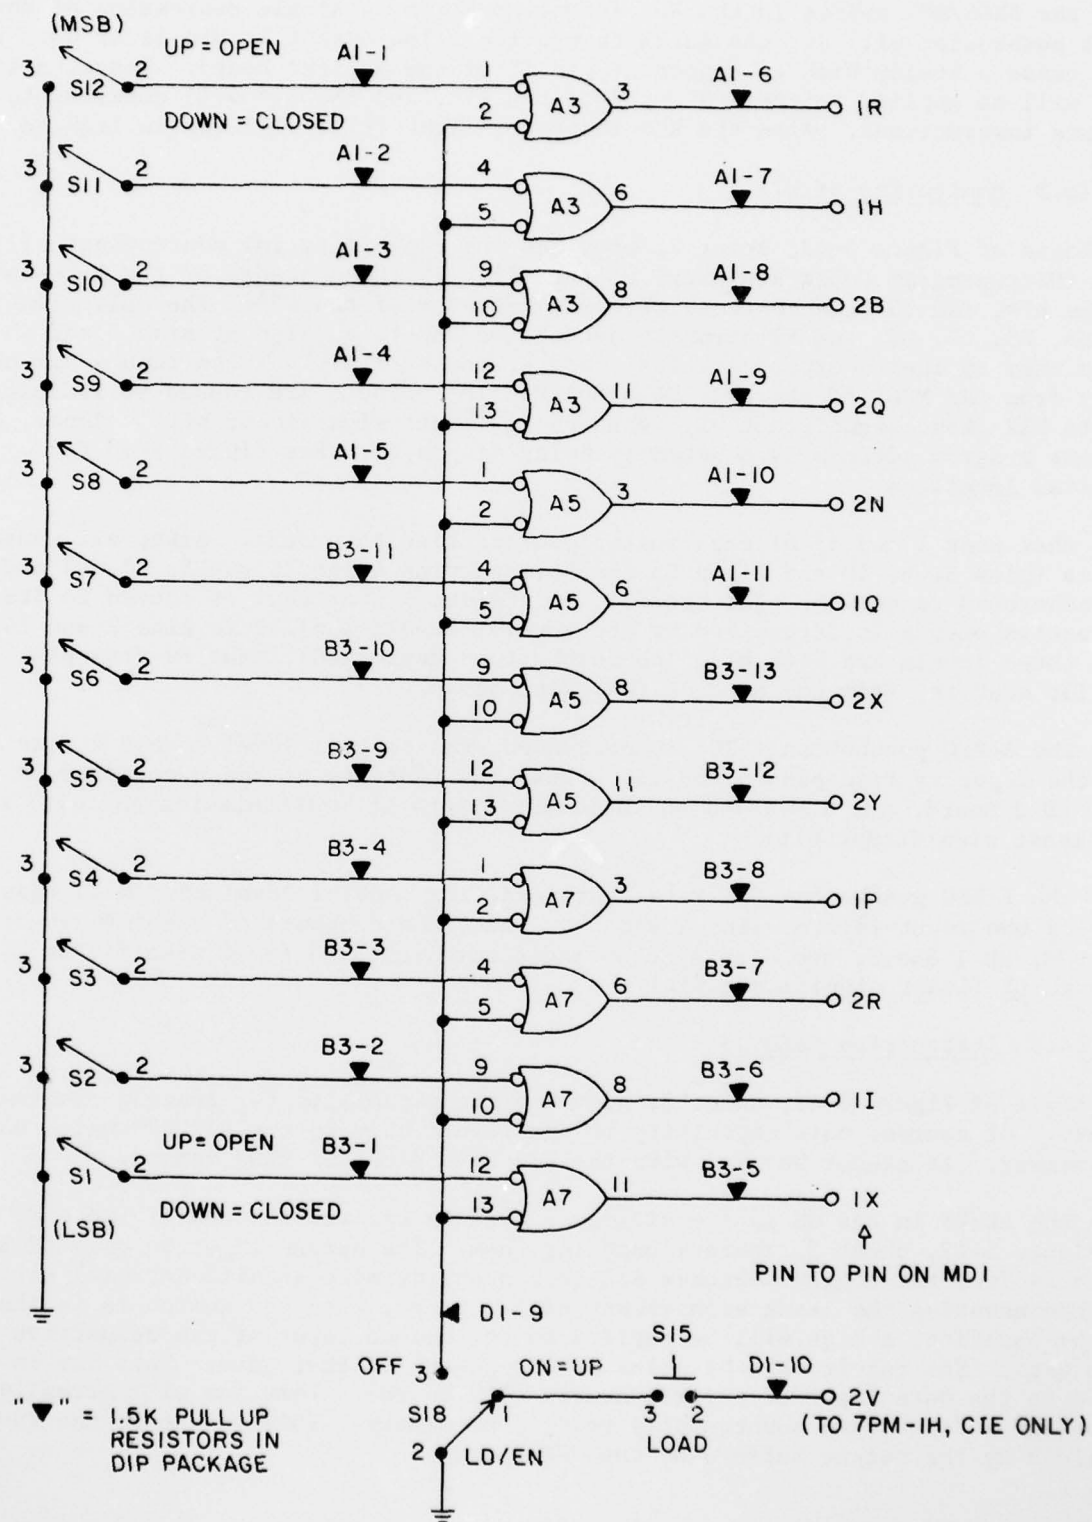 (MSB)
UP = OPEN
3 S12 2 A1-1 1 A3 3 A1-6 1R
DOWN = CLOSED 2
3 S11 2 A1-2 4 A3 6 A1-7 1H
5
3 S10 2 A1-3 9 A3 8 A1-8 2B
10
3 S9 2 A1-4 12 A3 11 A1-9 2Q
13
3 S8 2 A1-5 1 A5 3 A1-10 2N
2
3 S7 2 B3-11 4 A5 6 A1-11 1Q
5
3 S6 2 B3-10 9 A5 8 B3-13 2X
10
3 S5 2 B3-9 12 A5 11 B3-12 2Y
13
3 S4 2 B3-4 1 A7 3 B3-8 1P
2
3 S3 2 B3-3 4 A7 6 B3-7 2R
5
3 S2 2 B3-2 9 A7 8 B3-6 1I
10
UP = OPEN
3 S1 2 B3-1 12 A7 11 B3-5 1X
DOWN = CLOSED 13
(LSB)
PIN TO PIN ON MD1
D1-9
OFF 3 ON=UP S15 D1-10
S18 1 3 2 2V
LOAD (TO 7PM-1H, CIE ONLY)
2 LD/EN
"▼" = 1.5K PULL UP
RESISTORS IN
DIP PACKAGE